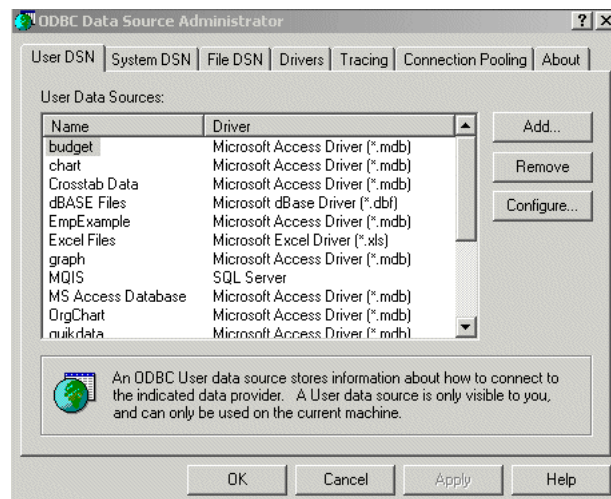 ODBC Data Source Administrator
User DSN System DSN File DSN Drivers Tracing Connection Pooling About
User Data Sources:
Name Driver
budget Microsoft Access Driver (*.mdb)
chart Microsoft Access Driver (*.mdb)
Crosstab Data Microsoft Access Driver (*.mdb)
dBASE Files Microsoft dBase Driver (*.dbf)
EmpExample Microsoft Access Driver (*.mdb)
Excel Files Microsoft Excel Driver (*.xls)
graph Microsoft Access Driver (*.mdb)
MQIS SQL Server
MS Access Database Microsoft Access Driver (*.mdb)
OrgChart Microsoft Access Driver (*.mdb)
quikdata Microsoft Access Driver (*.mdb)
Add...
Remove
Configure...
An ODBC User data source stores information about how to connect to
the indicated data provider. A User data source is only visible to you,
and can only be used on the current machine.
OK Cancel Apply Help